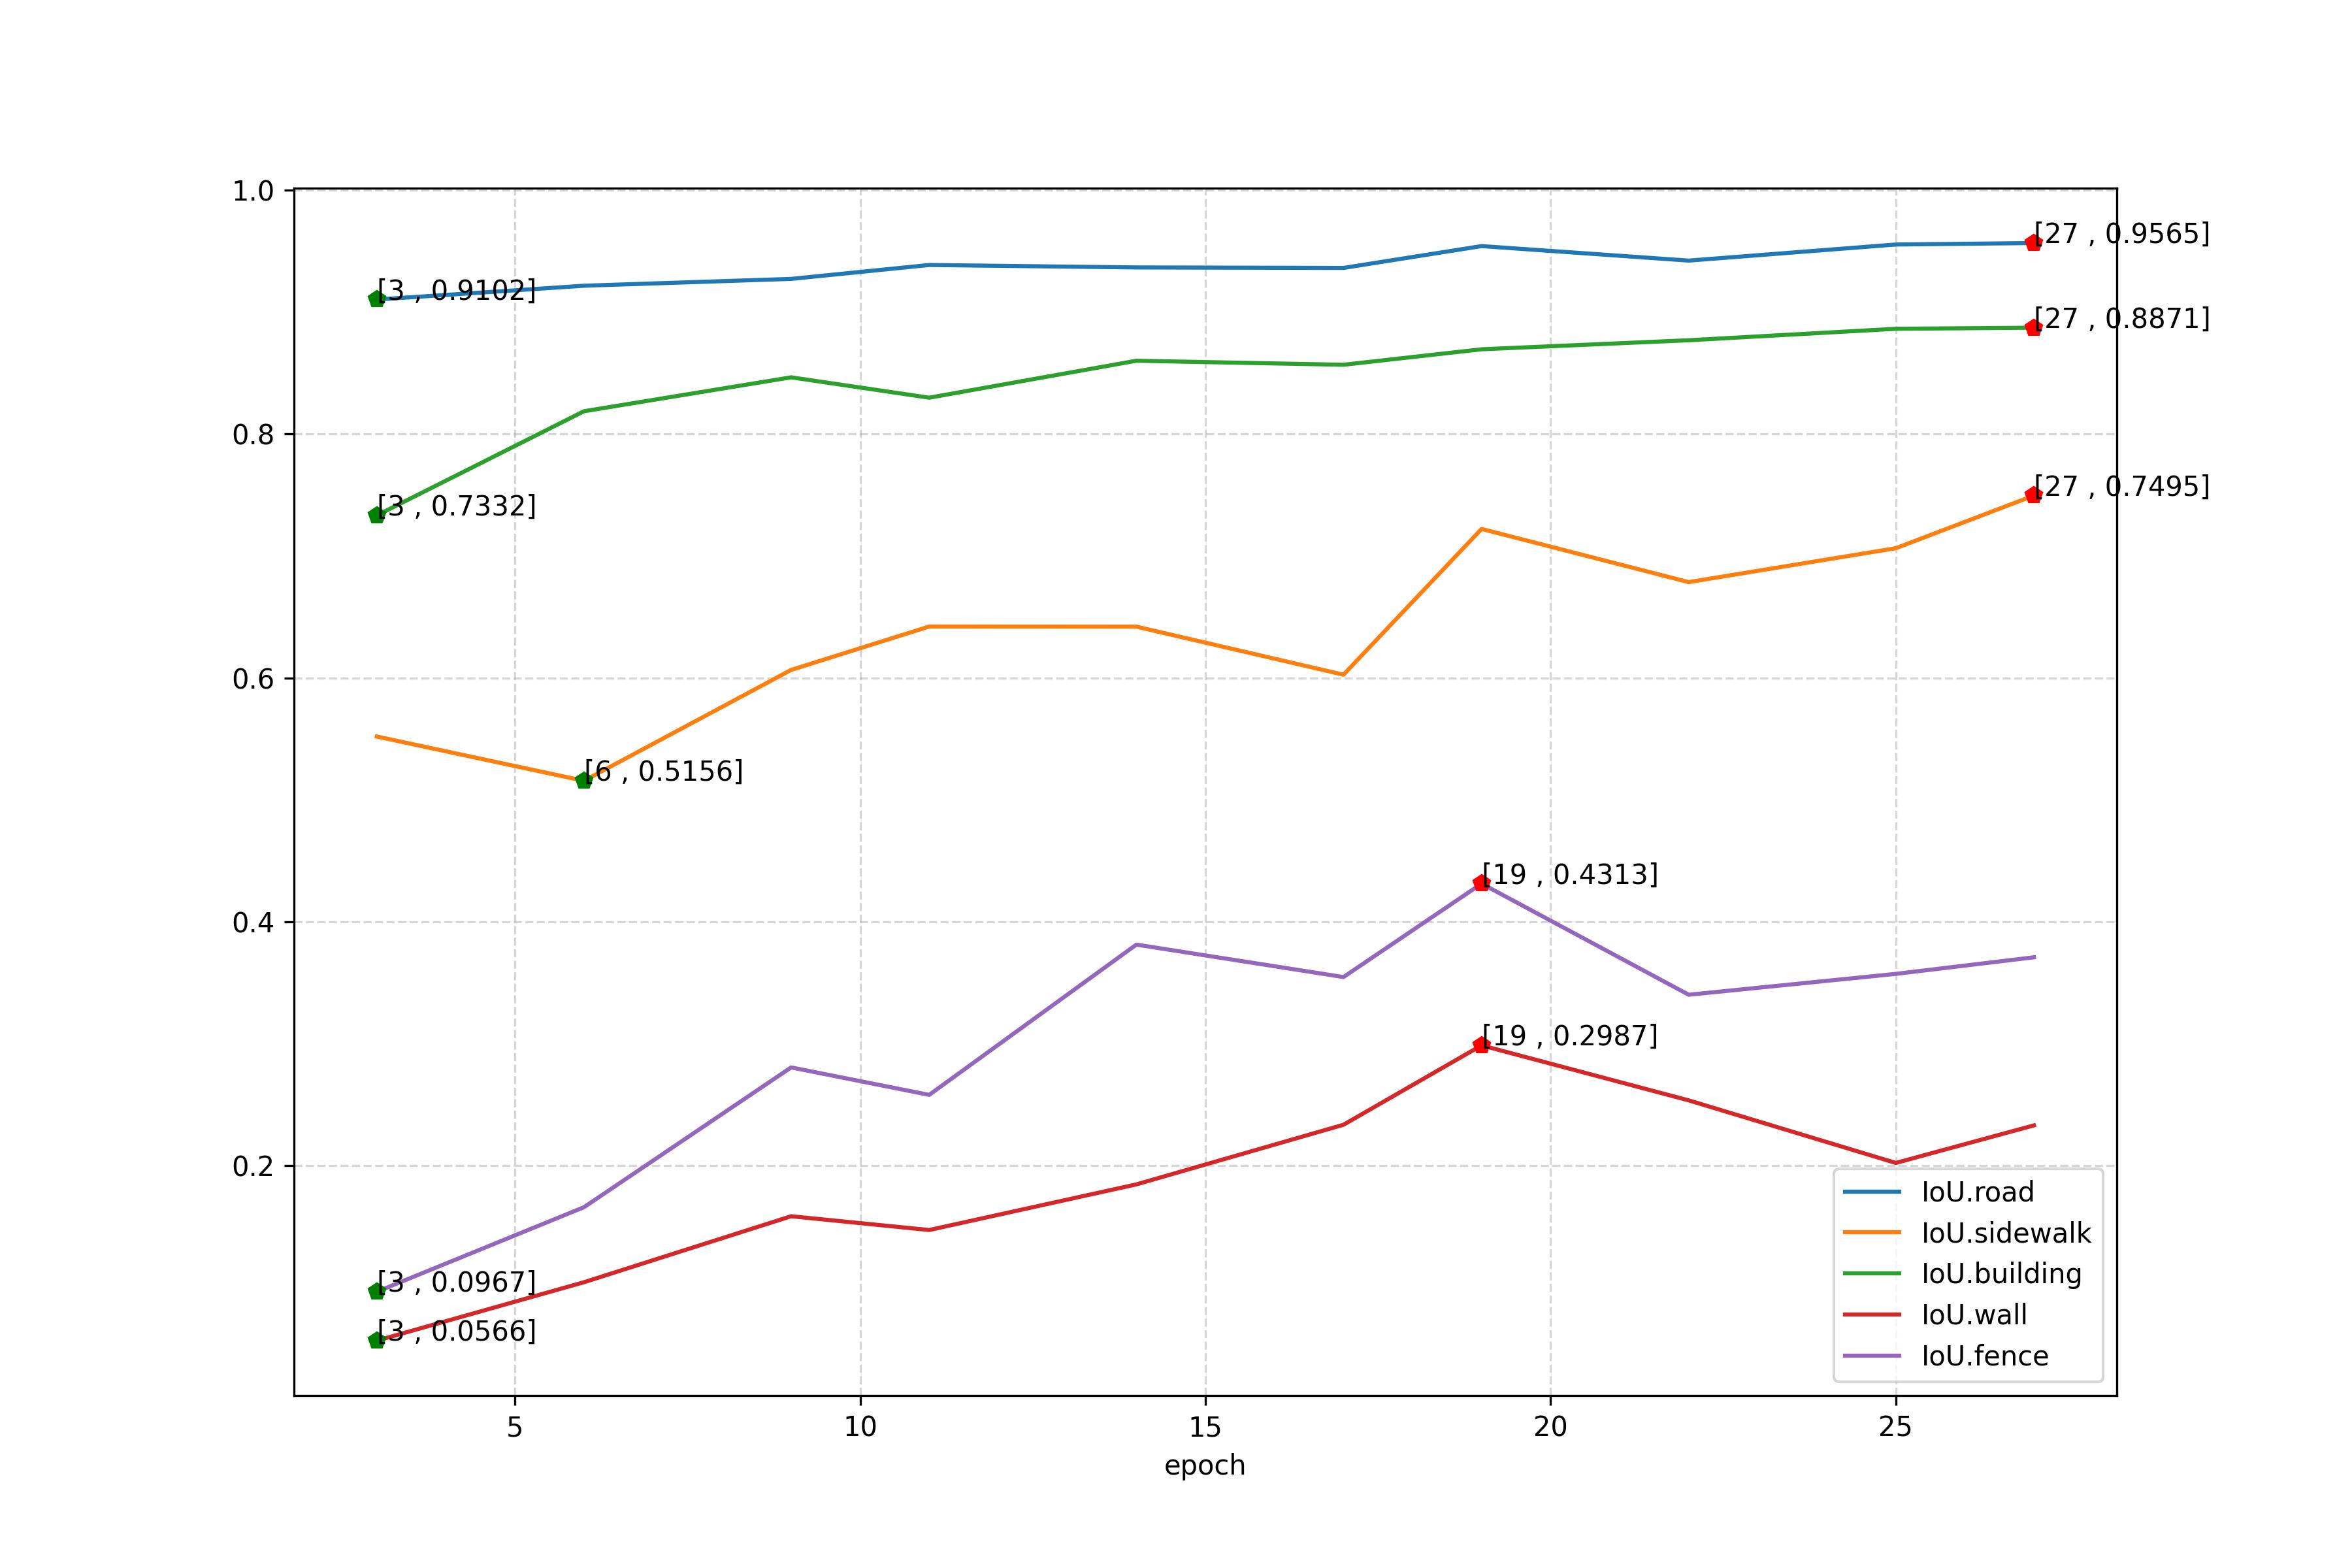 1.0
0.8
0.6
0.4
0.2
[3 , 0.9102]
[27 , 0.9565]
[27 , 0.8871]
[3 , 0.7332]
[27 , 0.7495]
[6 , 0.5156]
[19 , 0.4313]
[19 , 0.2987]
[3 , 0.0967]
[3 , 0.0566]
IoU.road
IoU.sidewalk
IoU.building
IoU.wall
IoU.fence
5 10 15 20 25
epoch